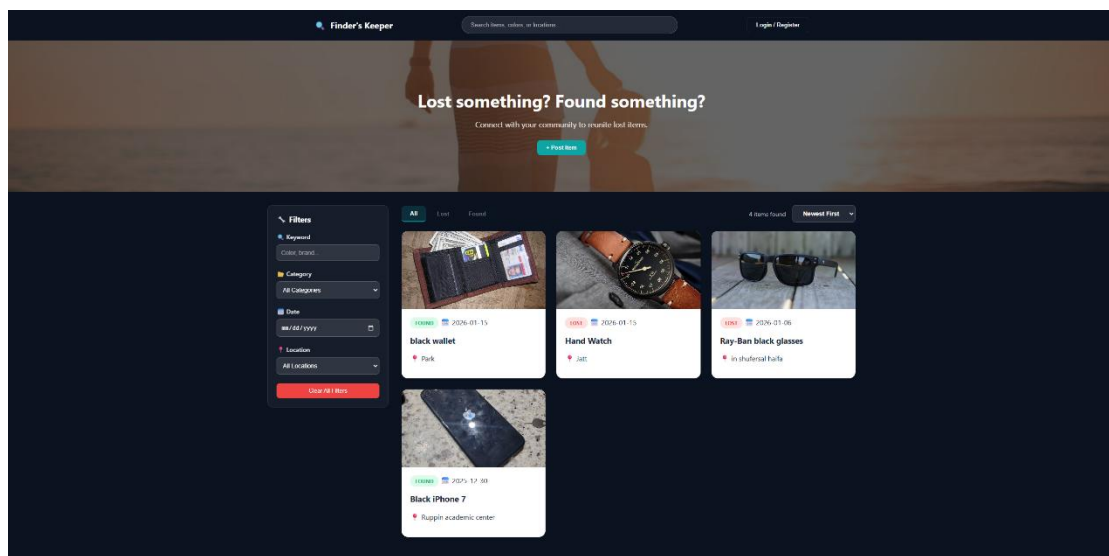 Finder's Keeper
Search items, colors, or locations
Login / Register
Lost something? Found something?
Connect with your community to reunite lost items.
+ Post Item
Filters
Keyword
Color, brand...
Category
All Categories
Date
mm/dd/yyyy
Location
All Locations
Clear All Filters
All
Lost
Found
4 items found
Newest First
FOUND 2026-01-15
black wallet
Park
LOST 2026-01-15
Hand Watch
Jatt
LOST 2026-01-06
Ray-Ban black glasses
in shufersal haifa
FOUND 2025-12-30
Black iPhone 7
Ruppin academic center